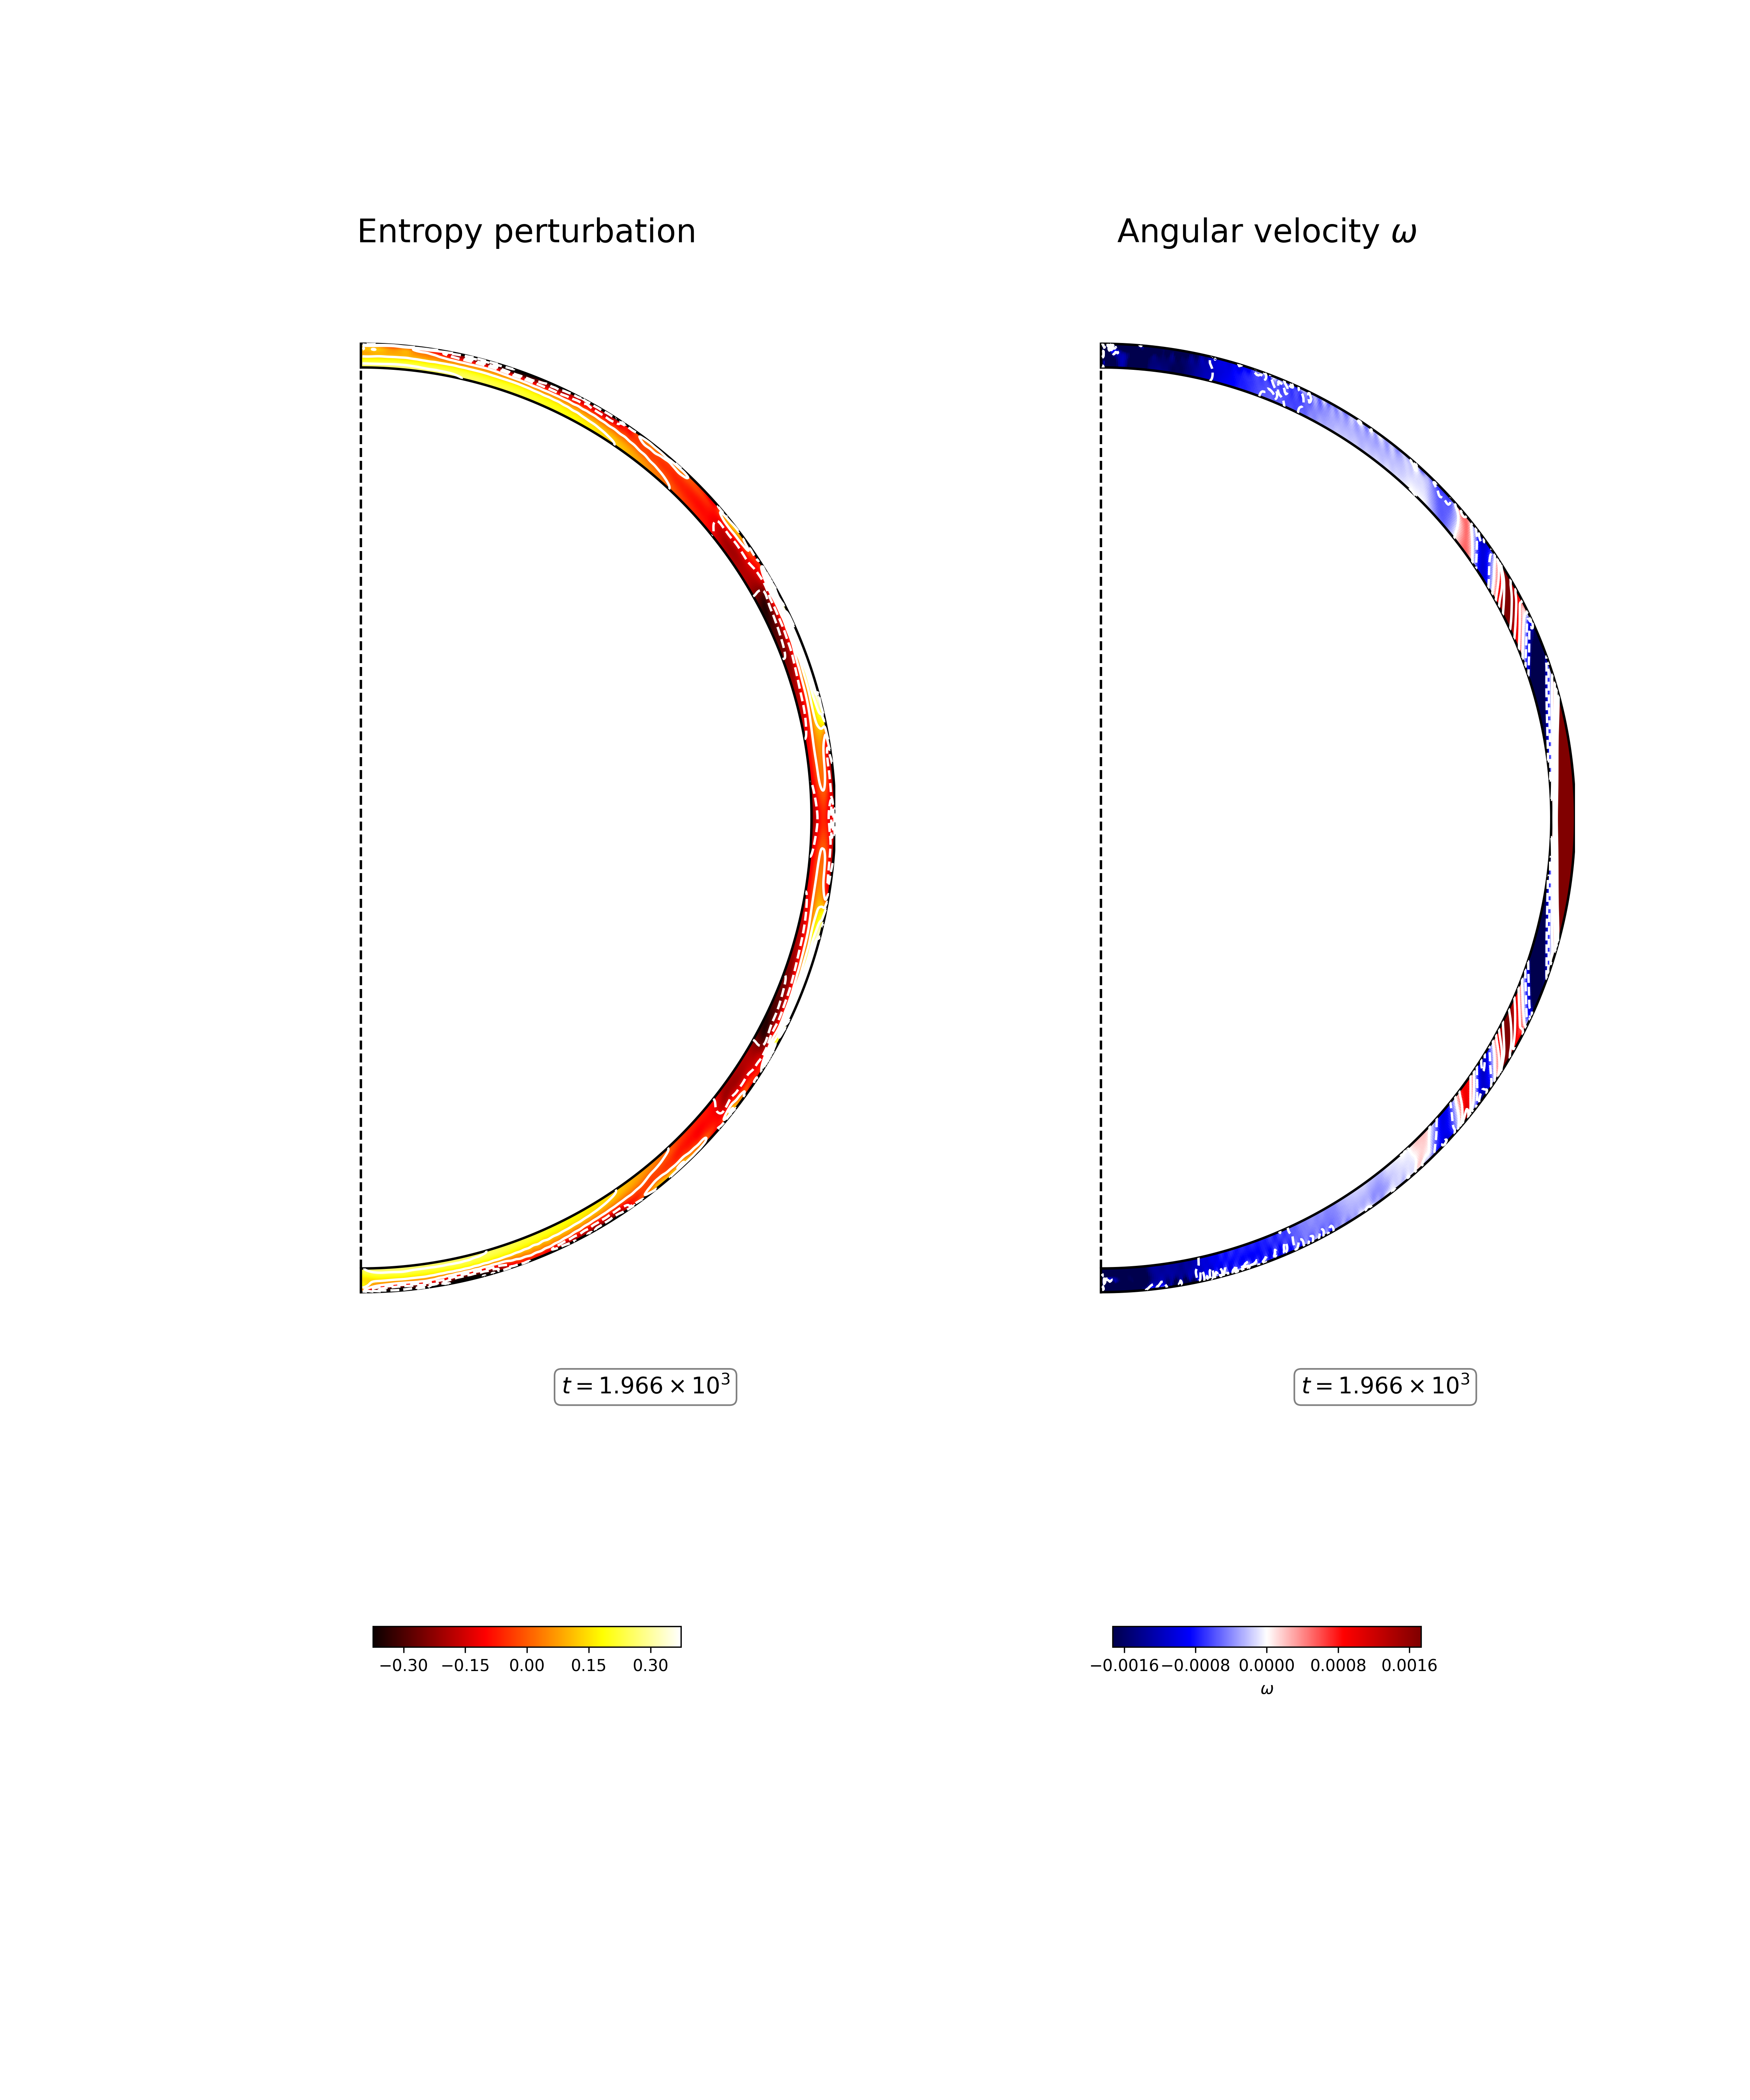 Entropy perturbation
Angular velocity ω
t = 1.966 × 10³
t = 1.966 × 10³
−0.30 −0.15 0.00 0.15 0.30
−0.0016 −0.0008 0.0000 0.0008 0.0016
ω